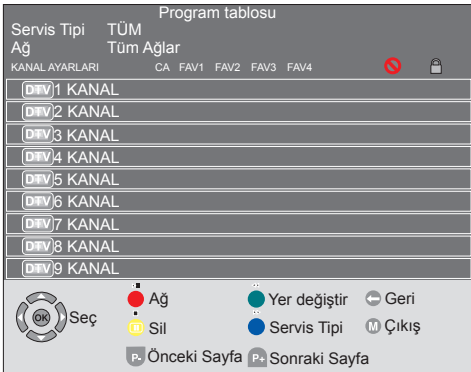 Program tablosu
Servis Tipi TÜM
Ağ Tüm Ağlar
KANAL AYARLARI CA FAV1 FAV2 FAV3 FAV4
DTV 1 KANAL
DTV 2 KANAL
DTV 3 KANAL
DTV 4 KANAL
DTV 5 KANAL
DTV 6 KANAL
DTV 7 KANAL
DTV 8 KANAL
DTV 9 KANAL
Ağ Yer değiştir Geri
OK Seç
Sil Servis Tipi M Çıkış
P- Önceki Sayfa P+ Sonraki Sayfa